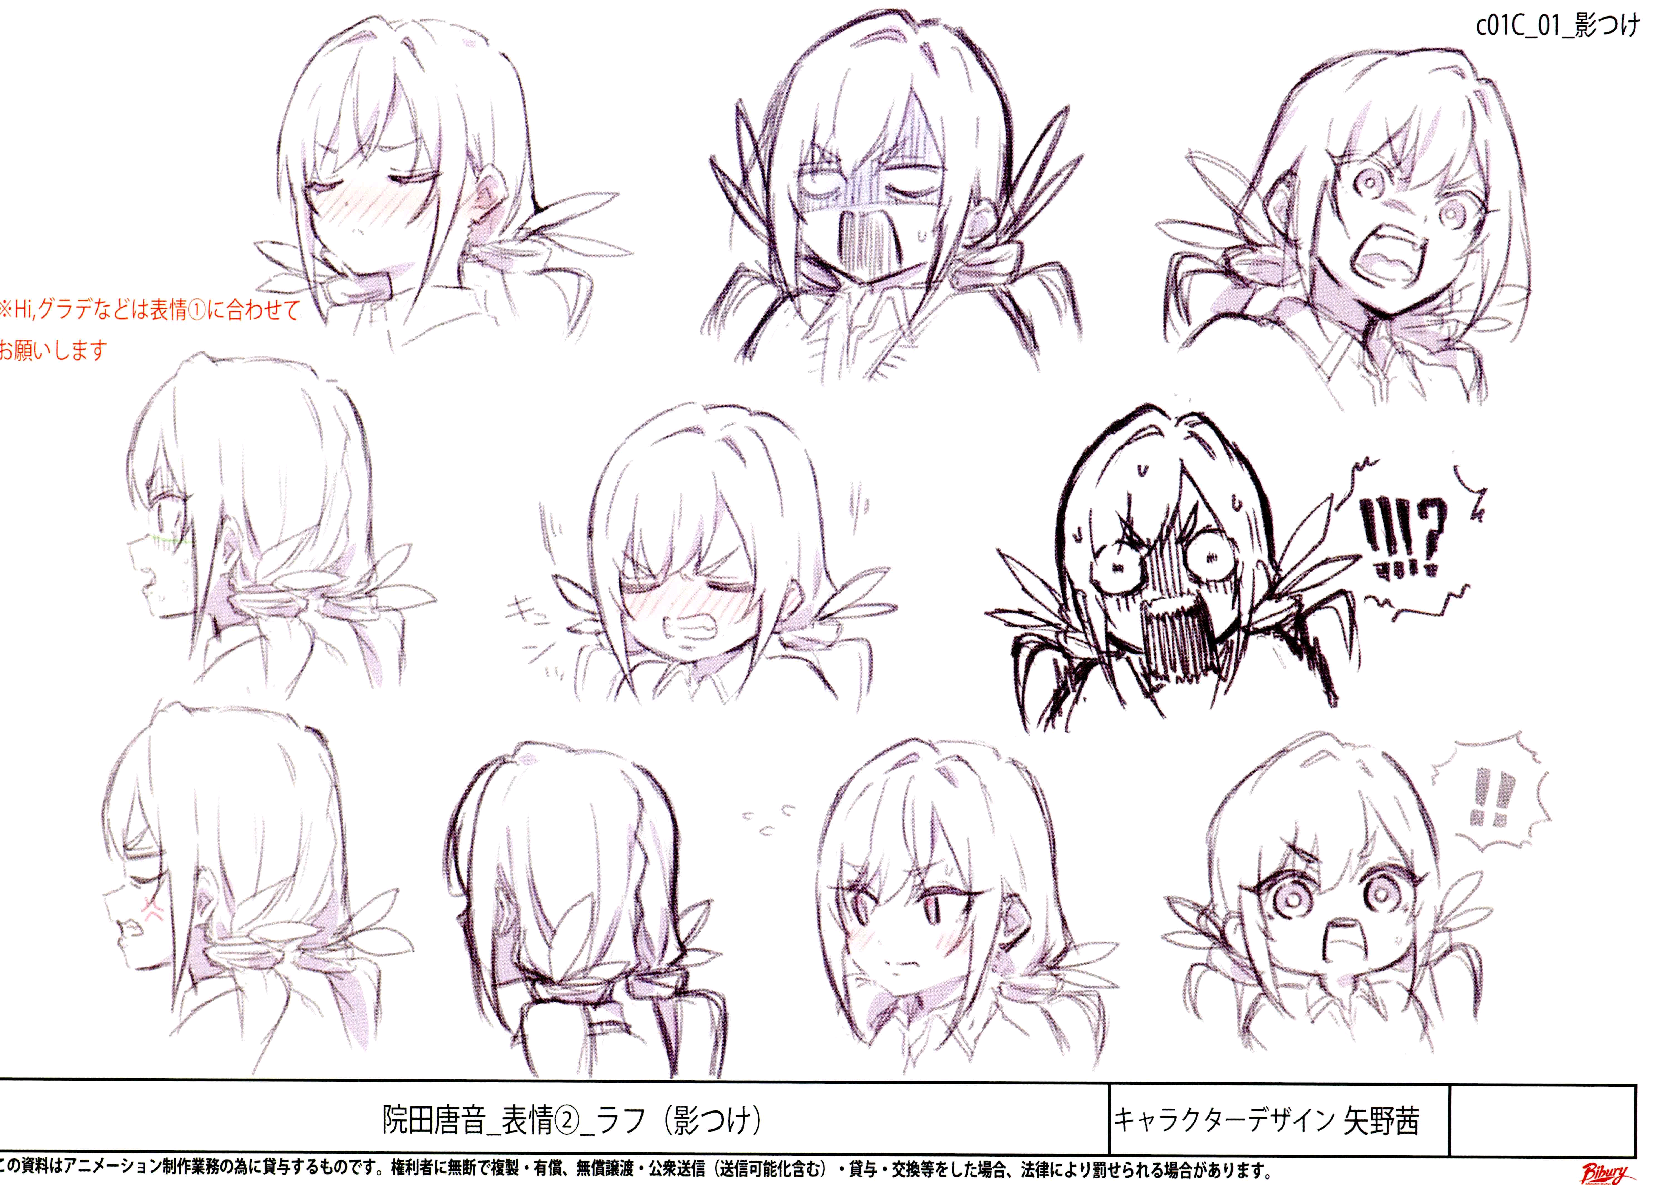 c01C_01_影つけ
※Hi,グラデなどは表情①に合わせて
お願いします
!!!?
キュ
!!
院田唐音_表情②_ラフ（影つけ）
キャラクターデザイン 矢野茜
この資料はアニメーション制作業務の為に貸与するものです。権利者に無断で複製・有償、無償譲渡・公衆送信（送信可能化含む）・貸与・交換等をした場合、法律により罰せられる場合があります。
Bibury